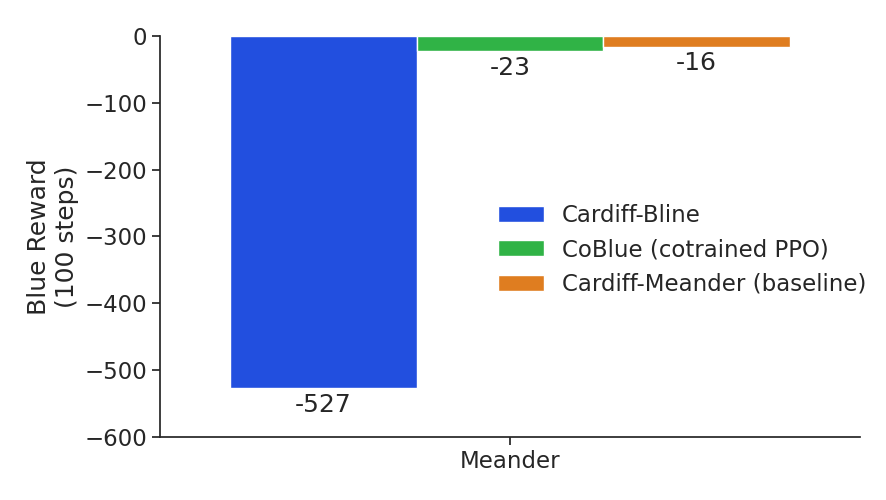 0
−100
−200
−300
−400
−500
−600
Blue Reward
(100 steps)
-527
-23
-16
Cardiff-Bline
CoBlue (cotrained PPO)
Cardiff-Meander (baseline)
Meander